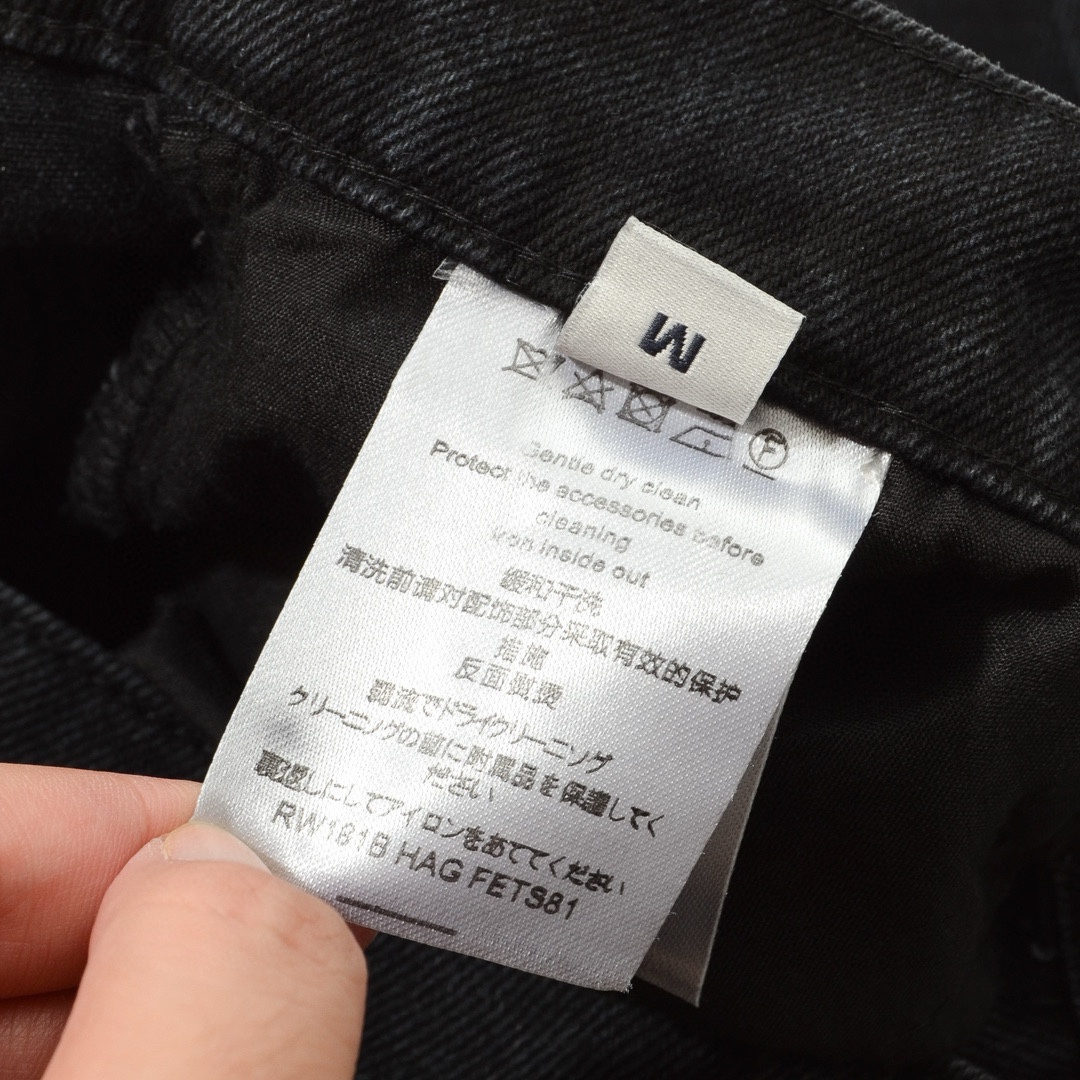 M
F
Gentle dry clean
Protect the accessories before
cleaning
Iron inside out
缓和干洗
清洗前请对配饰部分采取有效的保护
措施
反面微烫
弱流でドライクリーニング
クリーニングの前に附属品を保護してく
ださい
裏返しにしてアイロンをあててください
RW181B HAG FETS81